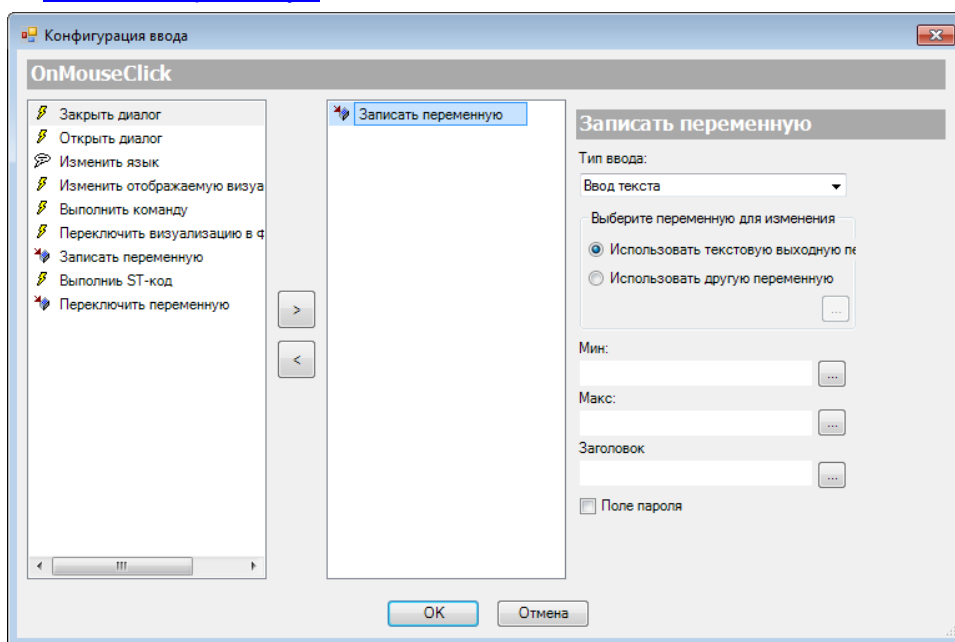 Конфигурация ввода
OnMouseClick
Закрыть диалог
Открыть диалог
Изменить язык
Изменить отображаемую визуа
Выполнить команду
Переключить визуализацию в ф
Записать переменную
Выполниь ST-код
Переключить переменную
>
<
Записать переменную
Записать переменную
Тип ввода:
Ввод текста
Выберите переменную для изменения
Использовать текстовую выходную пе
Использовать другую переменную
...
Мин:
...
Макс:
...
Заголовок
...
Поле пароля
OK
Отмена